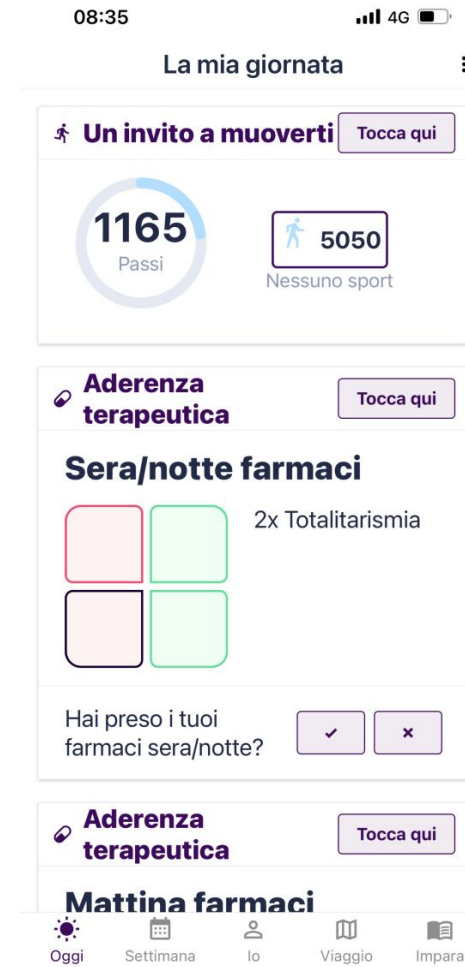 08:35
4G
La mia giornata
Un invito a muoverti
Tocca qui
1165
Passi
5050
Nessuno sport
Aderenza
terapeutica
Tocca qui
Sera/notte farmaci
2x Totalitarismia
Hai preso i tuoi
farmaci sera/notte?
Aderenza
terapeutica
Tocca qui
Mattina farmaci
Oggi
Settimana
Io
Viaggio
Impara